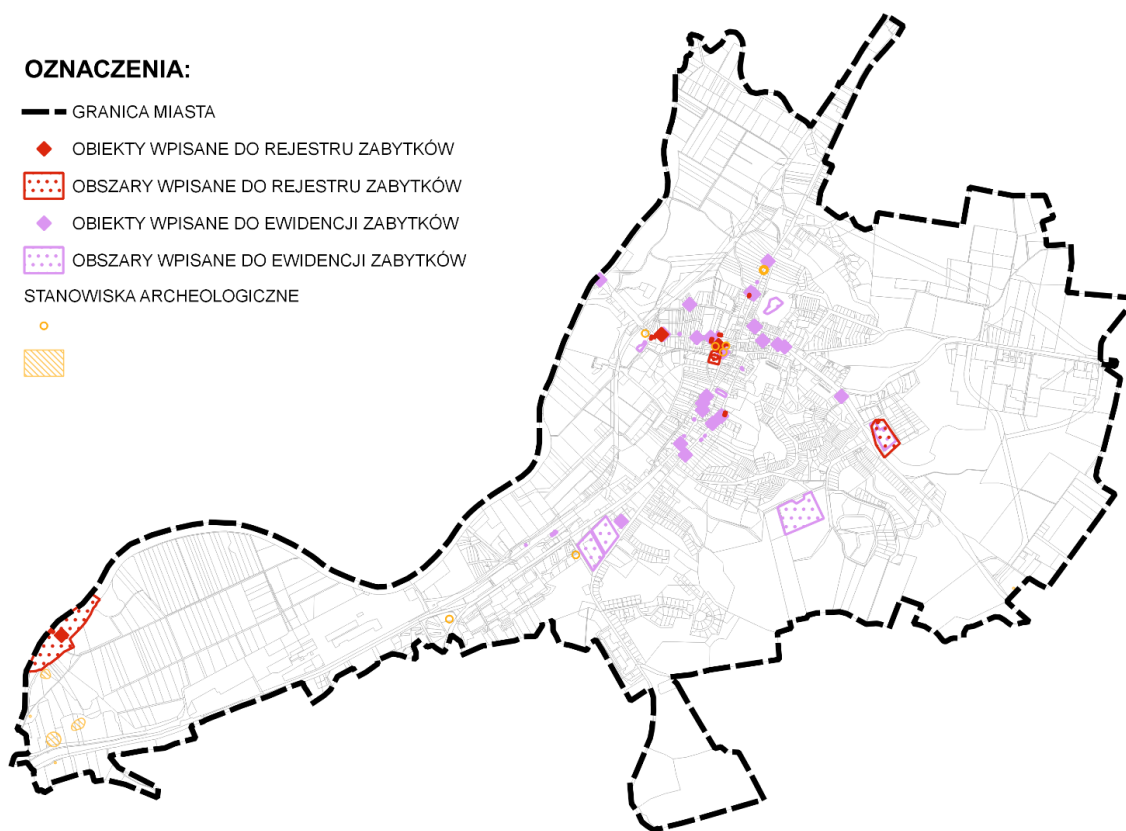 OZNACZENIA:
GRANICA MIASTA
OBIEKTY WPISANE DO REJESTRU ZABYTKÓW
OBSZARY WPISANE DO REJESTRU ZABYTKÓW
OBIEKTY WPISANE DO EWIDENCJI ZABYTKÓW
OBSZARY WPISANE DO EWIDENCJI ZABYTKÓW
STANOWISKA ARCHEOLOGICZNE